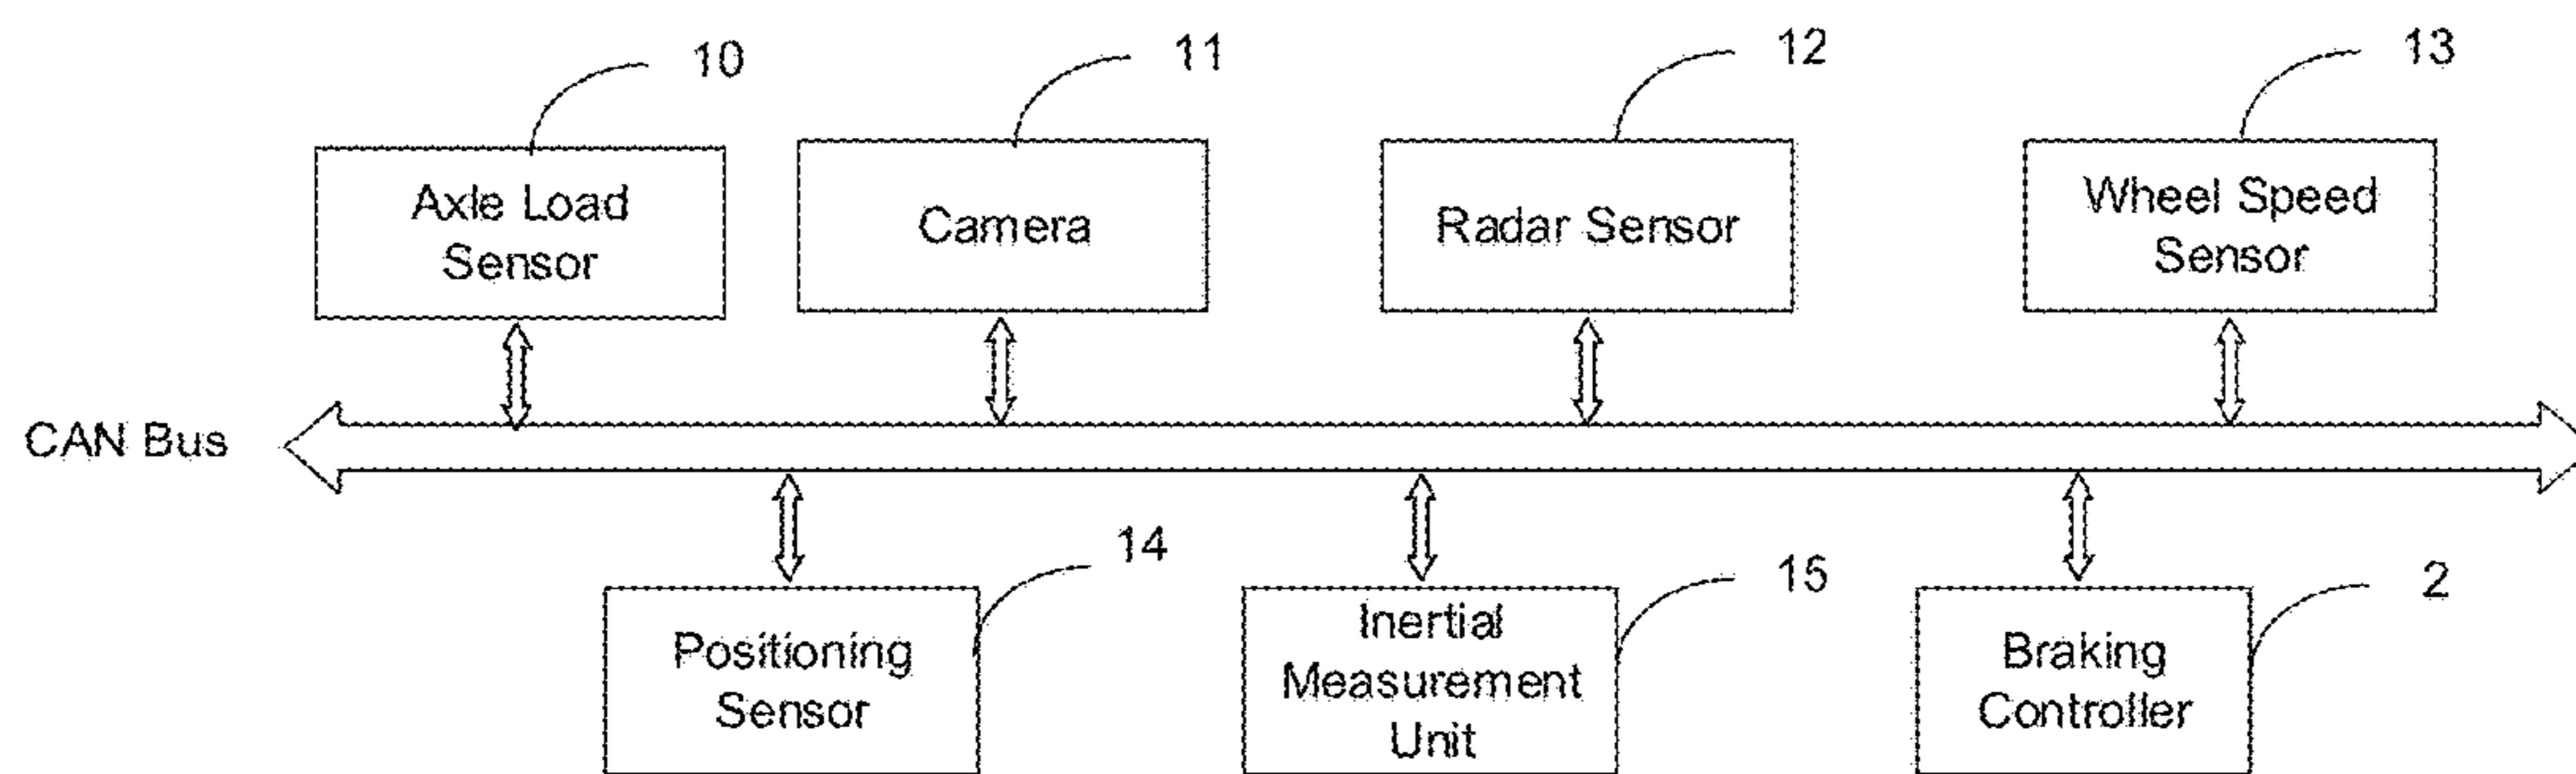 10
11
12
13
Axle Load
Sensor
Camera
Radar Sensor
Wheel Speed
Sensor
CAN Bus
14
15
2
Positioning
Sensor
Inertial
Measurement
Unit
Braking
Controller